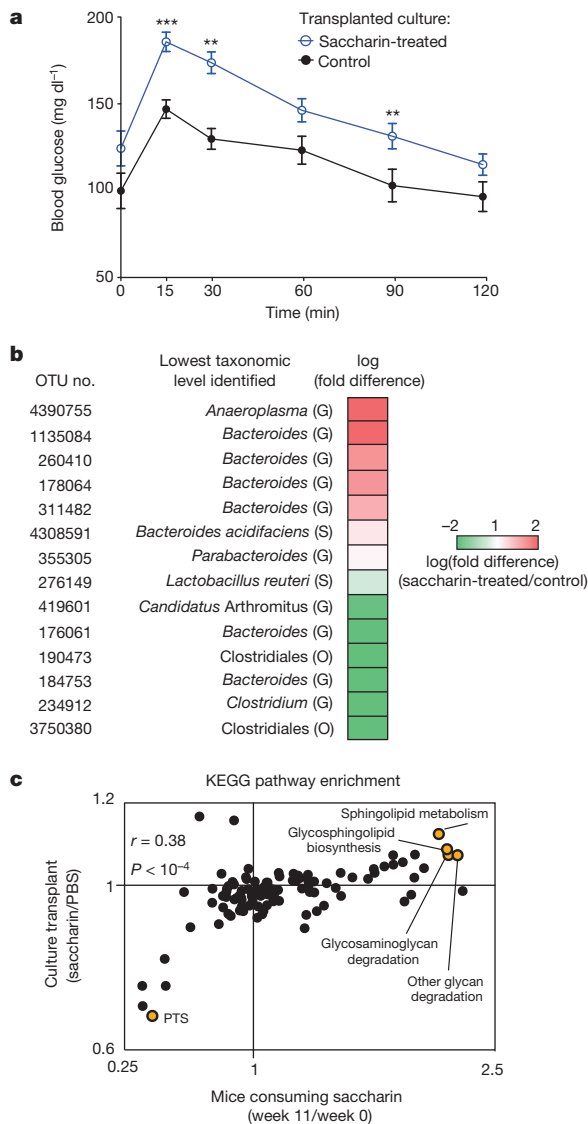 a
Transplanted culture:
Saccharin-treated
Control
Blood glucose (mg dl⁻¹)
200
150
100
50
***
**
**
0
15
30
60
90
120
Time (min)
b
OTU no.
Lowest taxonomic
level identified
log
(fold difference)
4390755 Anaeroplasma (G)
1135084 Bacteroides (G)
260410 Bacteroides (G)
178064 Bacteroides (G)
311482 Bacteroides (G)
4308591 Bacteroides acidifaciens (S)
355305 Parabacteroides (G)
276149 Lactobacillus reuteri (S)
419601 Candidatus Arthromitus (G)
176061 Bacteroides (G)
190473 Clostridiales (O)
184753 Bacteroides (G)
234912 Clostridium (G)
3750380 Clostridiales (O)
−2 1 2
log(fold difference)
(saccharin-treated/control)
c
KEGG pathway enrichment
Culture transplant
(saccharin/PBS)
1.2
1
0.6
r = 0.38
P < 10⁻⁴
Sphingolipid metabolism
Glycosphingolipid
biosynthesis
Glycosaminoglycan
degradation
Other glycan
degradation
PTS
0.25
1
2.5
Mice consuming saccharin
(week 11/week 0)